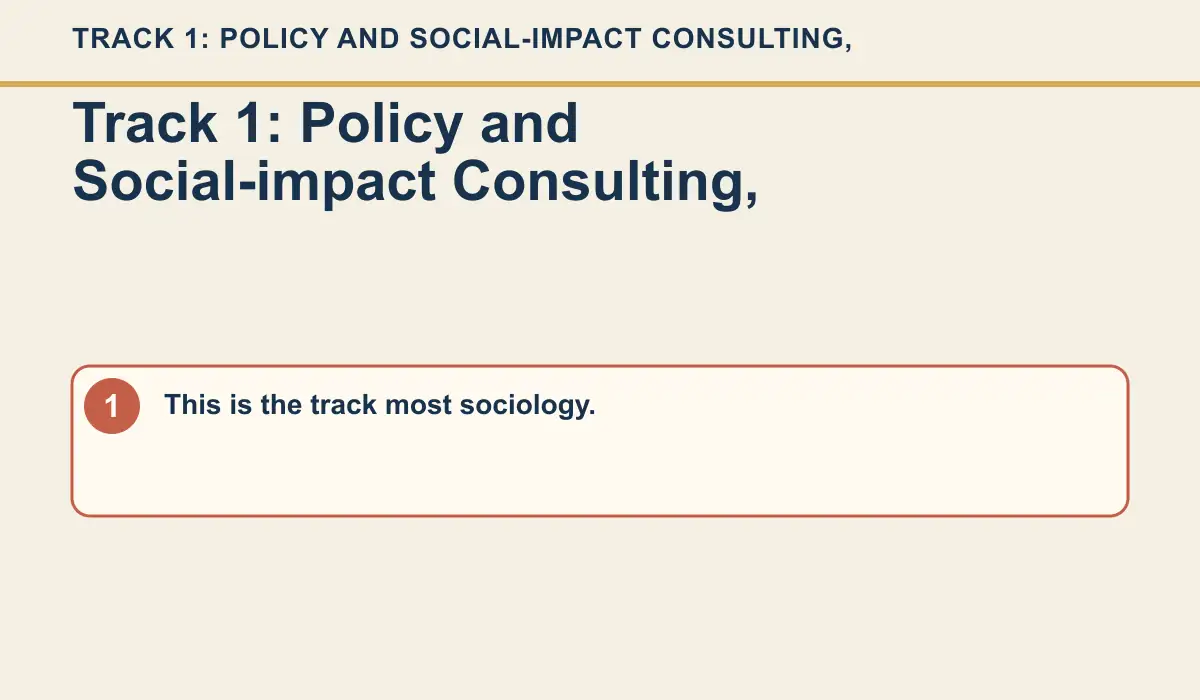 TRACK 1: POLICY AND SOCIAL-IMPACT CONSULTING,
Track 1: Policy and
Social-impact Consulting,
1
This is the track most sociology.